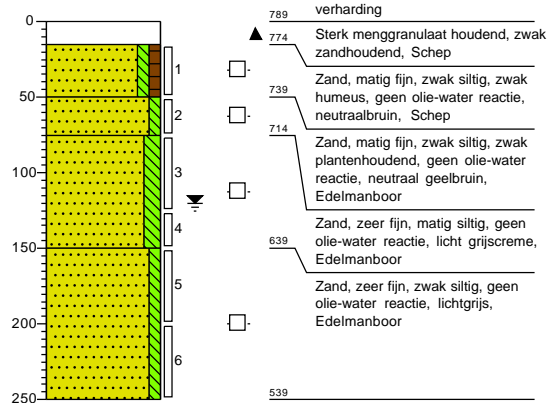 0
50
100
150
200
250
1
2
3
4
5
6
789
verharding
774
Sterk menggranulaat houdend, zwak
zandhoudend, Schep
Zand, matig fijn, zwak siltig, zwak
humeus, geen olie-water reactie,
neutraalbruin, Schep
739
714
Zand, matig fijn, zwak siltig, zwak
plantenhoudend, geen olie-water
reactie, neutraal geelbruin,
Edelmanboor
Zand, zeer fijn, matig siltig, geen
olie-water reactie, licht grijscreme,
Edelmanboor
639
Zand, zeer fijn, zwak siltig, geen
olie-water reactie, lichtgrijs,
Edelmanboor
539